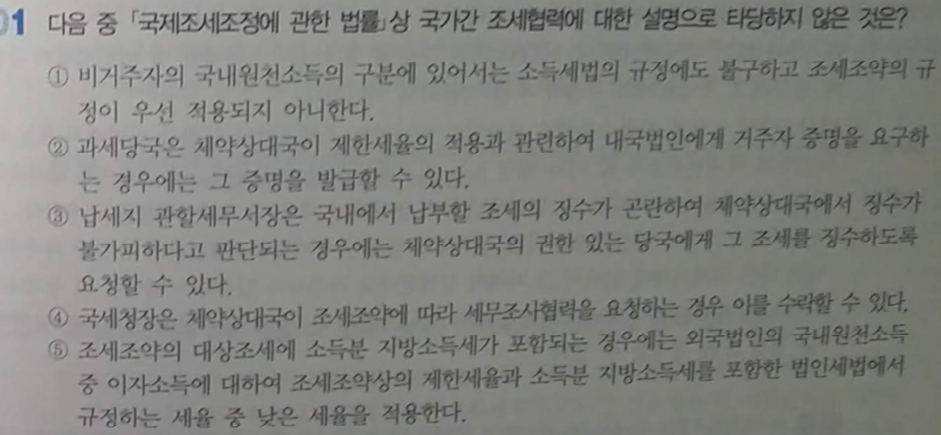 01 다음 중 「국제조세조정에 관한 법률」상 국가간 조세협력에 대한 설명으로 타당하지 않은 것은?
① 비거주자의 국내원천소득의 구분에 있어서는 소득세법의 규정에도 불구하고 조세조약의 규
정이 우선 적용되지 아니한다.
② 과세당국은 체약상대국이 제한세율의 적용과 관련하여 내국법인에게 거주자 증명을 요구하
는 경우에는 그 증명을 발급할 수 있다.
③ 납세지 관할세무서장은 국내에서 납부할 조세의 징수가 곤란하여 체약상대국에서 징수가
불가피하다고 판단되는 경우에는 체약상대국의 권한 있는 당국에게 그 조세를 징수하도록
요청할 수 있다.
④ 국세청장은 체약상대국이 조세조약에 따라 세무조사협력을 요청하는 경우 이를 수락할 수 있다.
⑤ 조세조약의 대상조세에 소득분 지방소득세가 포함되는 경우에는 외국법인의 국내원천소득
중 이자소득에 대하여 조세조약상의 제한세율과 소득분 지방소득세를 포함한 법인세법에서
규정하는 세율 중 낮은 세율을 적용한다.